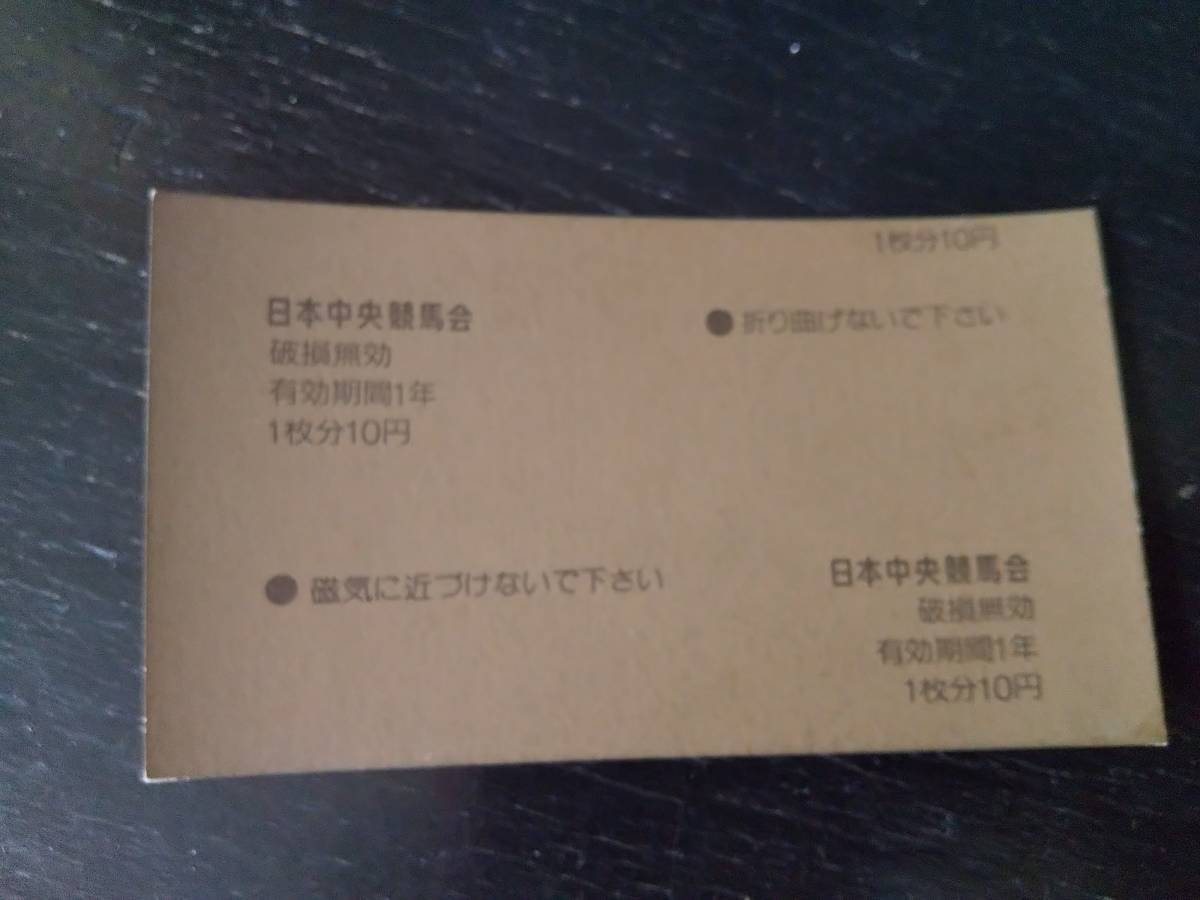 1枚分10円
日本中央競馬会
破損無効
有効期間1年
1枚分10円
●折り曲げないで下さい
●磁気に近づけないで下さい
日本中央競馬会
破損無効
有効期間1年
1枚分10円